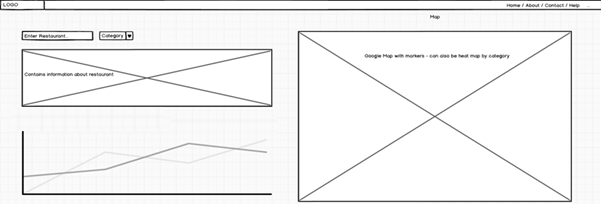 LOGO
Home / About / Contact / Help
Map
Enter Restaurant...
Category
Google Map with markers - can also be heat map by category
Contains information about restaurant